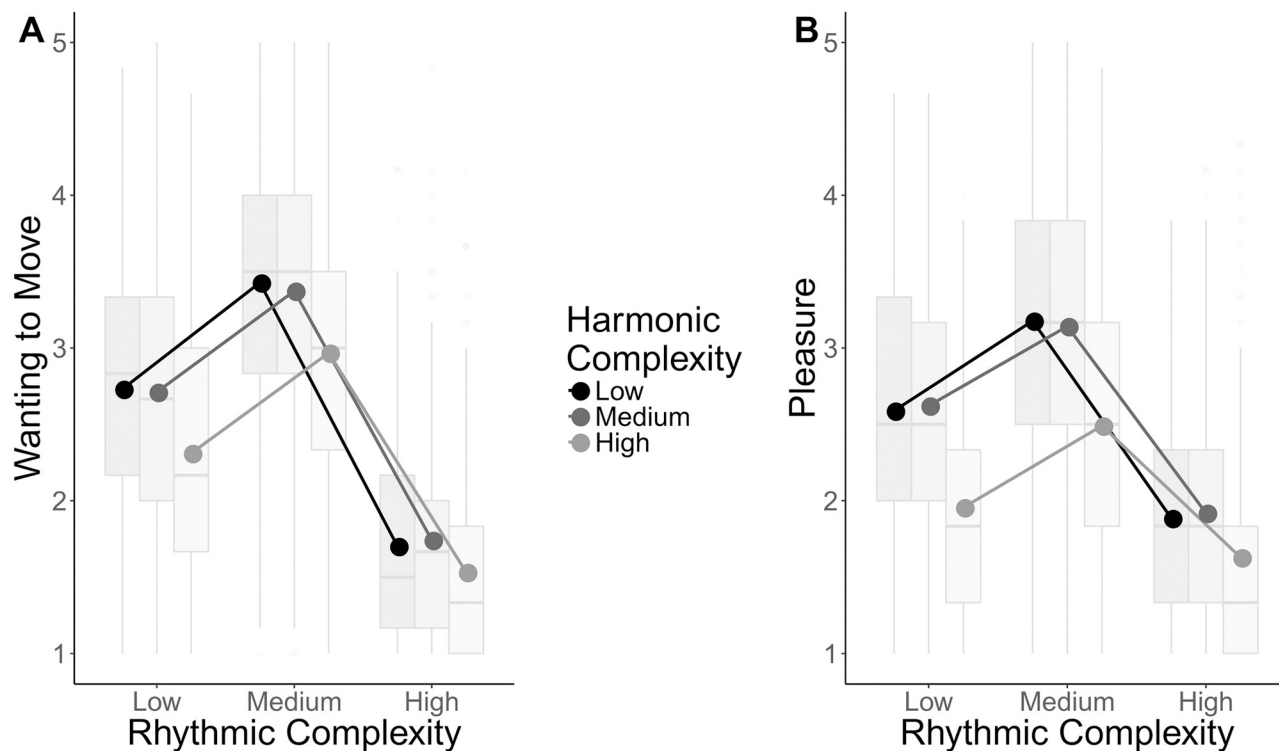 A
5
4
3
2
1
Wanting to Move
Low Medium High
Rhythmic Complexity
Harmonic
Complexity
Low
Medium
High
B
5
4
3
2
1
Pleasure
Low Medium High
Rhythmic Complexity